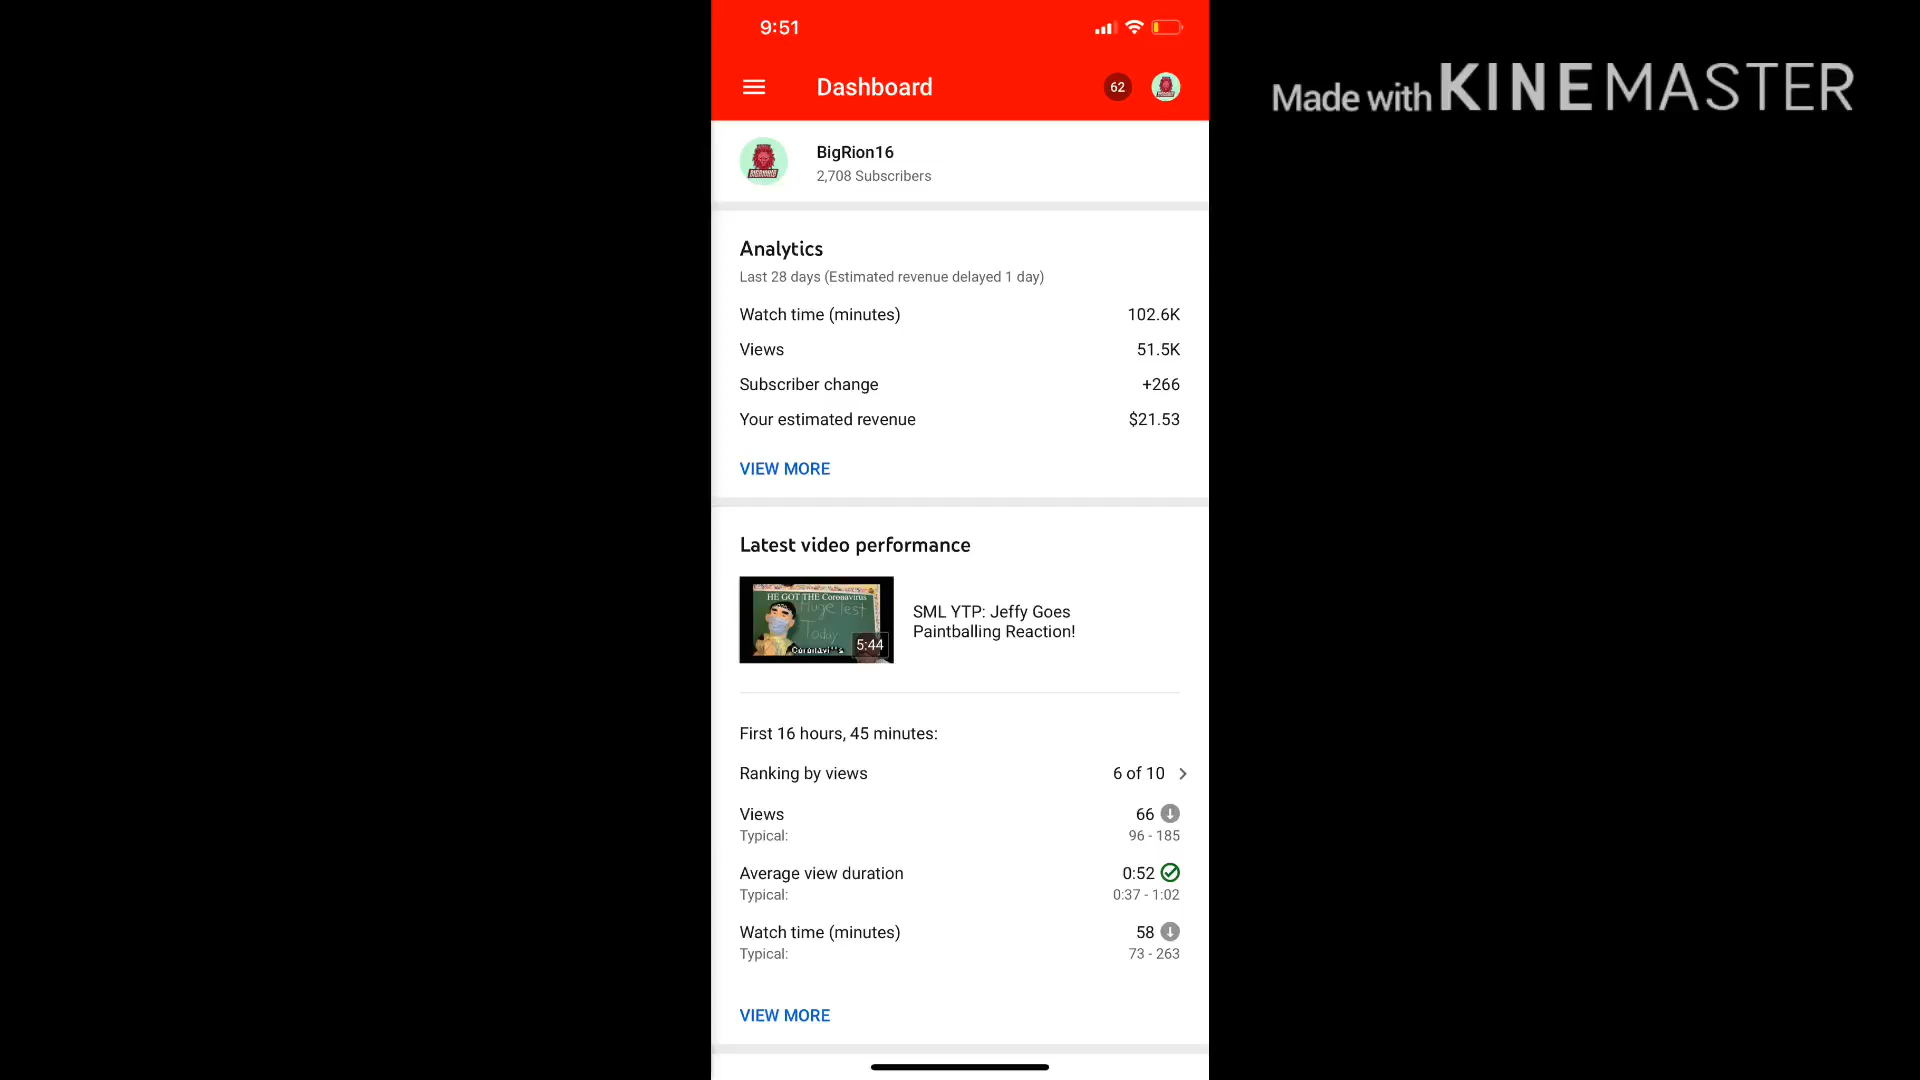 9:51
Made with KINEMASTER
Dashboard
62
BigRion16
2,708 Subscribers
Analytics
Last 28 days (Estimated revenue delayed 1 day)
Watch time (minutes) 102.6K
Views 51.5K
Subscriber change +266
Your estimated revenue $21.53
VIEW MORE
Latest video performance
HE GOT THE Coronavirus
Huge Test
Today
5:44
SML YTP: Jeffy Goes
Paintballing Reaction!
First 16 hours, 45 minutes:
Ranking by views 6 of 10
Views 66
Typical: 96 - 185
Average view duration 0:52
Typical: 0:37 - 1:02
Watch time (minutes) 58
Typical: 73 - 263
VIEW MORE